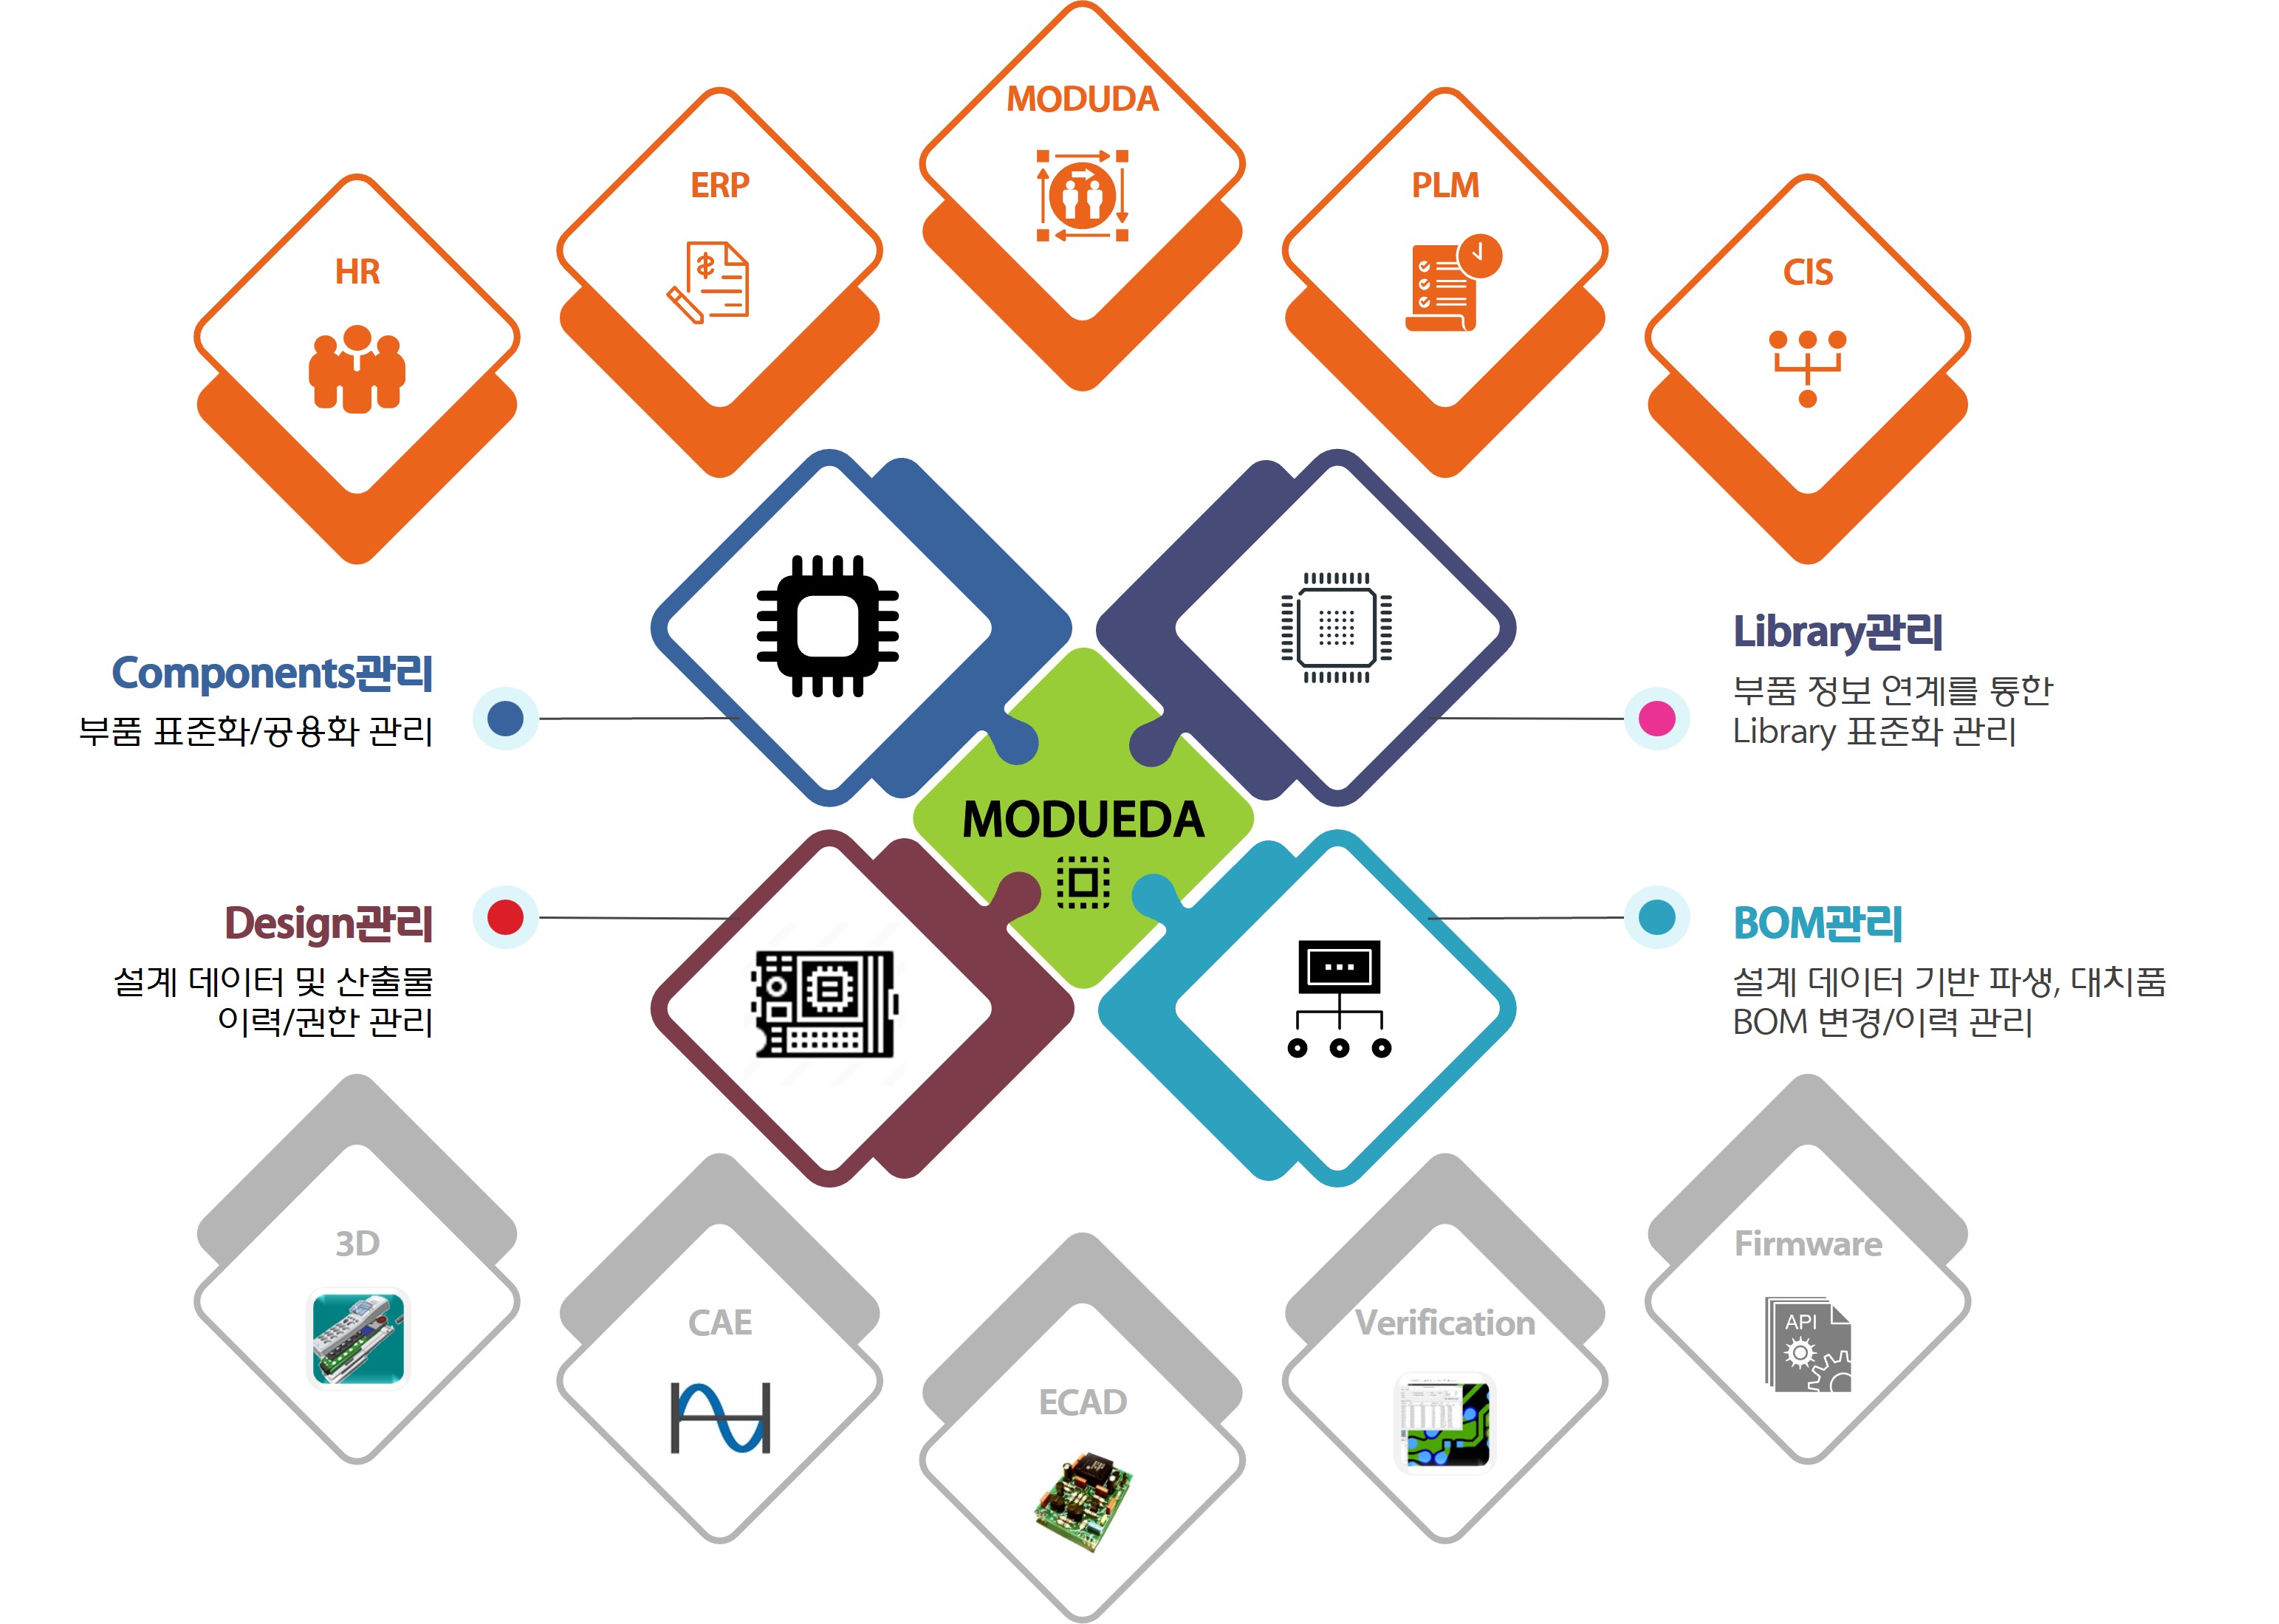 MODUDA
ERP
PLM
HR
CIS
Components관리
부품 표준화/공용화 관리
Library관리
부품 정보 연계를 통한
Library 표준화 관리
MODUEDA
Design관리
설계 데이터 및 산출물
이력/권한 관리
BOM관리
설계 데이터 기반 파생, 대치품
BOM 변경/이력 관리
3D
CAE
ECAD
Verification
Firmware
API